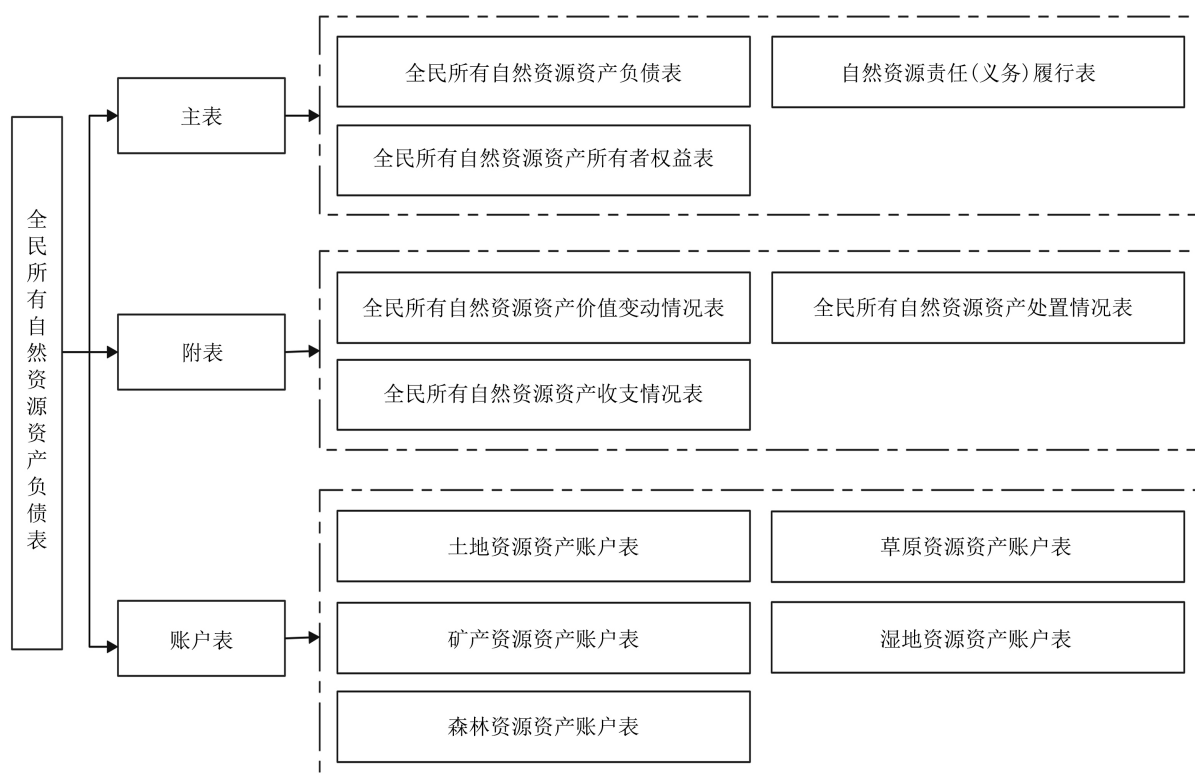 全民所有自然资源资产负债表
主表
全民所有自然资源资产负债表
自然资源责任(义务)履行表
全民所有自然资源资产所有者权益表
附表
全民所有自然资源资产价值变动情况表
全民所有自然资源资产处置情况表
全民所有自然资源资产收支情况表
账户表
土地资源资产账户表
草原资源资产账户表
矿产资源资产账户表
湿地资源资产账户表
森林资源资产账户表